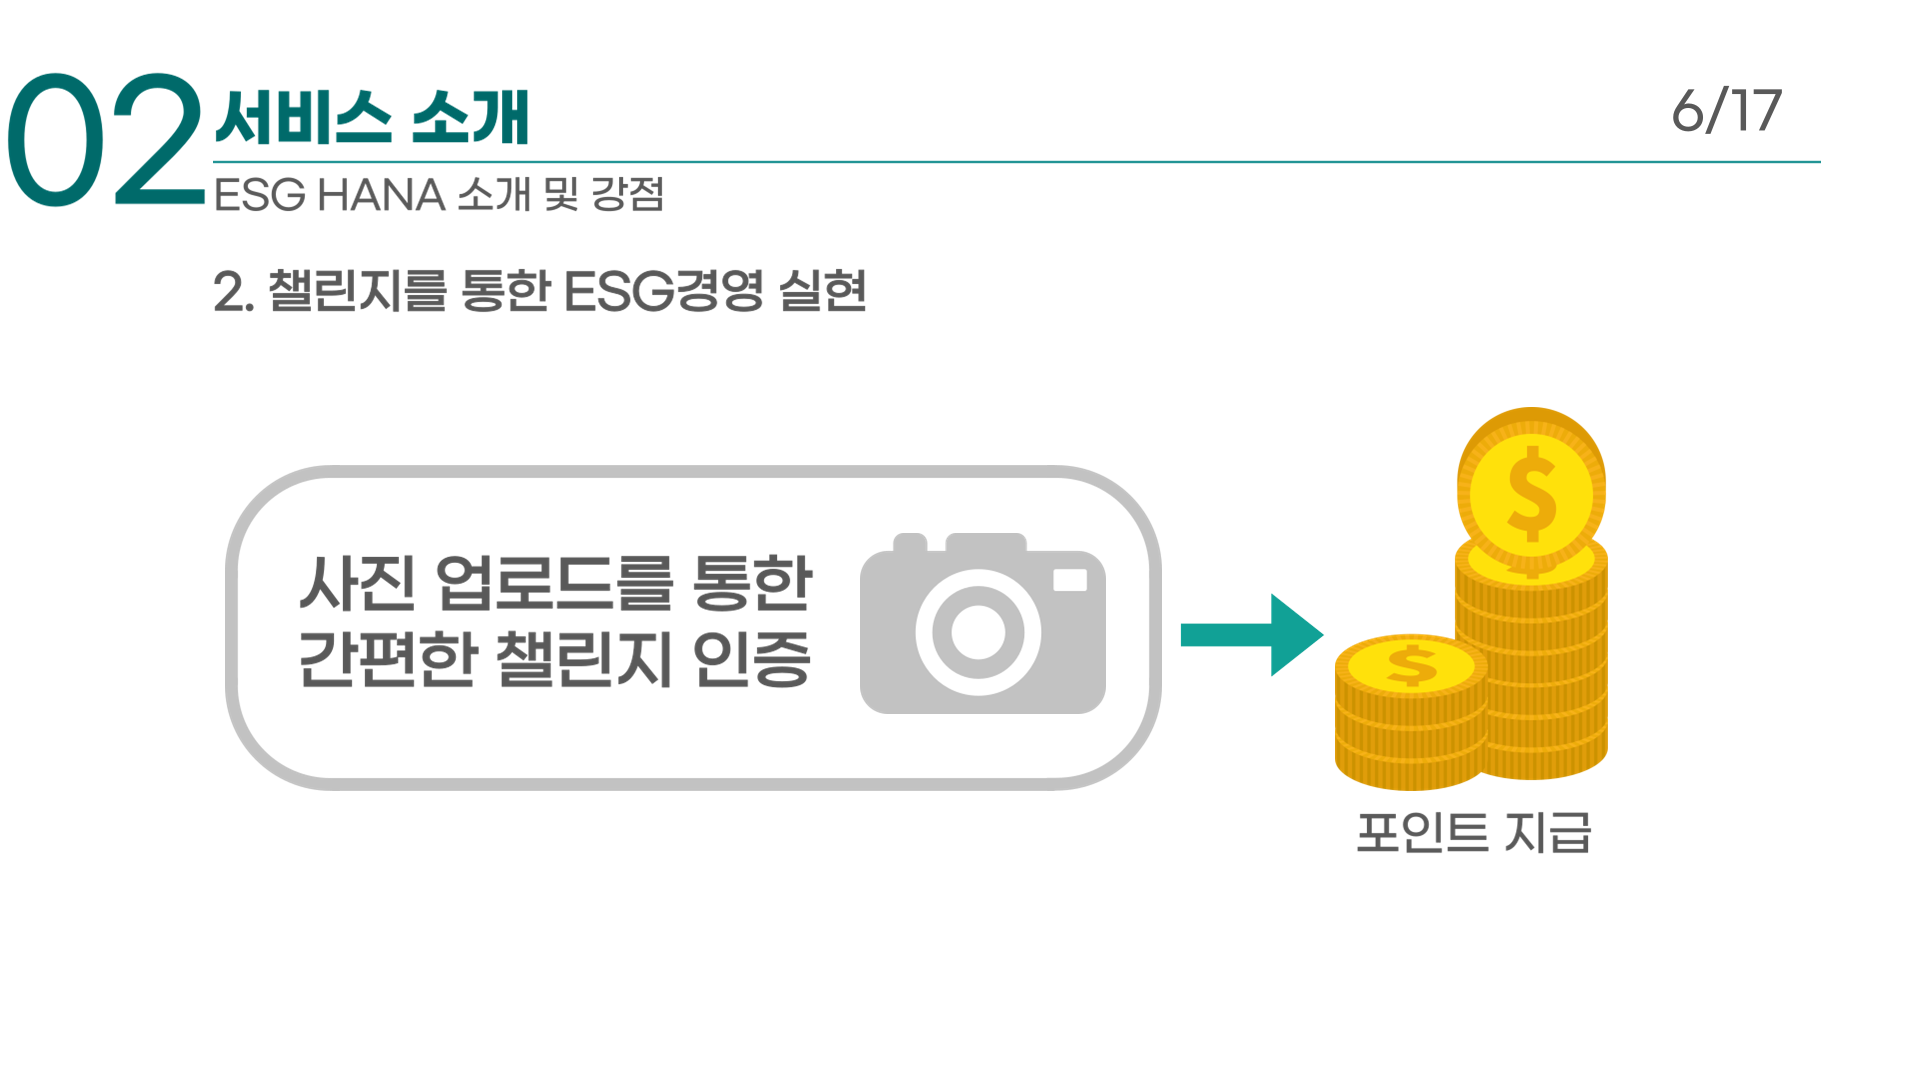 02
서비스 소개
6/17
ESG HANA 소개 및 강점
2. 챌린지를 통한 ESG경영 실현
사진 업로드를 통한
간편한 챌린지 인증
$
$
포인트 지급